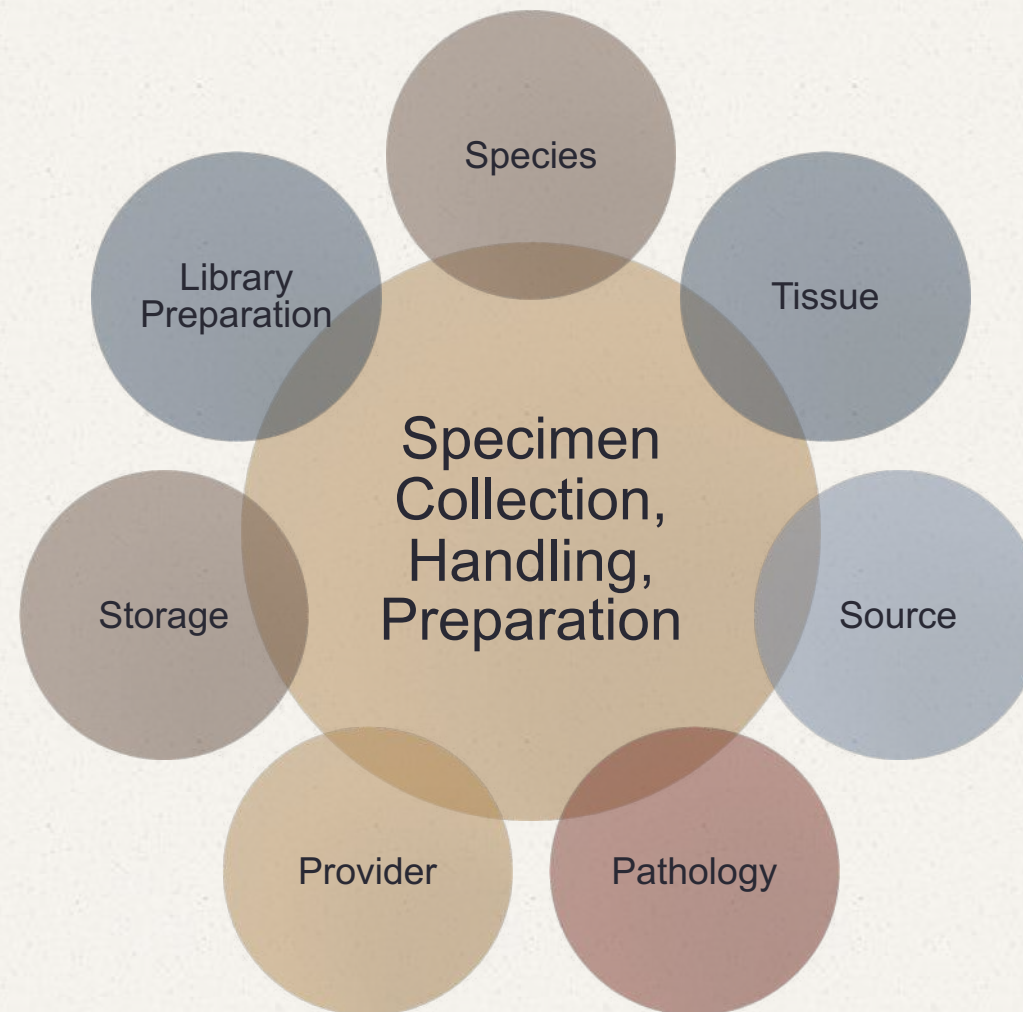 Species
Library
Preparation
Tissue
Specimen
Collection,
Handling,
Preparation
Storage
Source
Provider
Pathology